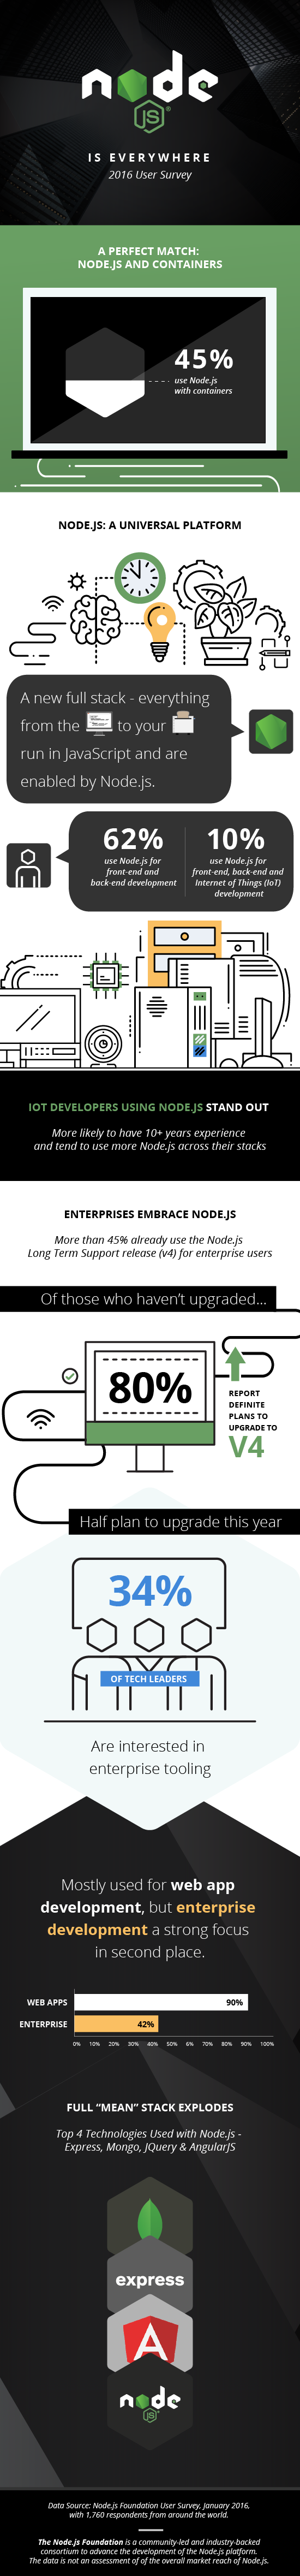 node
JS
IS EVERYWHERE
2016 User Survey
A PERFECT MATCH:
NODE.JS AND CONTAINERS
45%
use Node.js
with containers
NODE.JS: A UNIVERSAL PLATFORM
A new full stack - everything
from the to your
run in JavaScript and are
enabled by Node.js.
62%
use Node.js for
front-end and
back-end development
10%
use Node.js for
front-end, back-end and
Internet of Things (IoT)
development
IOT DEVELOPERS USING NODE.JS STAND OUT
More likely to have 10+ years experience
and tend to use more Node.js across their stacks
ENTERPRISES EMBRACE NODE.JS
More than 45% already use the Node.js
Long Term Support release (v4) for enterprise users
Of those who haven't upgraded...
80%
REPORT
DEFINITE
PLANS TO
UPGRADE TO
V4
Half plan to upgrade this year
34%
OF TECH LEADERS
Are interested in
enterprise tooling
Mostly used for web app
development, but enterprise
development a strong focus
in second place.
WEB APPS 90%
ENTERPRISE 42%
0% 10% 20% 30% 40% 50% 6% 70% 80% 90% 100%
FULL "MEAN" STACK EXPLODES
Top 4 Technologies Used with Node.js -
Express, Mongo, JQuery & AngularJS
express
A
node
JS
Data Source: Node.js Foundation User Survey, January 2016,
with 1,760 respondents from around the world.
The Node.js Foundation is a community-led and industry-backed
consortium to advance the development of the Node.js platform.
The data is not an assessment of of the overall market reach of Node.js.